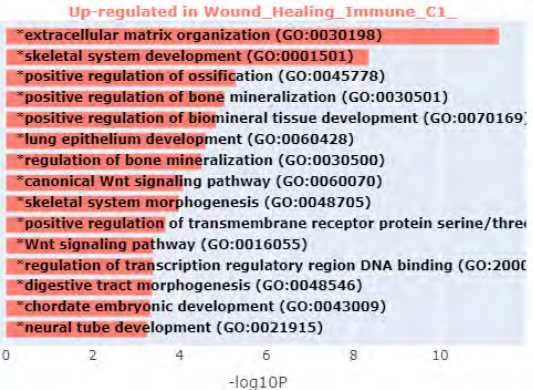 Up-regulated in Wound_Healing_Immune_C1_
*extracellular matrix organization (GO:0030198)
*skeletal system development (GO:0001501)
*positive regulation of ossification (GO:0045778)
*positive regulation of bone mineralization (GO:0030501)
*positive regulation of biomineral tissue development (GO:0070169)
*lung epithelium development (GO:0060428)
*regulation of bone mineralization (GO:0030500)
*canonical Wnt signaling pathway (GO:0060070)
*skeletal system morphogenesis (GO:0048705)
*positive regulation of transmembrane receptor protein serine/three
*Wnt signaling pathway (GO:0016055)
*regulation of transcription regulatory region DNA binding (GO:2000
*digestive tract morphogenesis (GO:0048546)
*chordate embryonic development (GO:0043009)
*neural tube development (GO:0021915)
0 2 4 6 8 10
-log10P